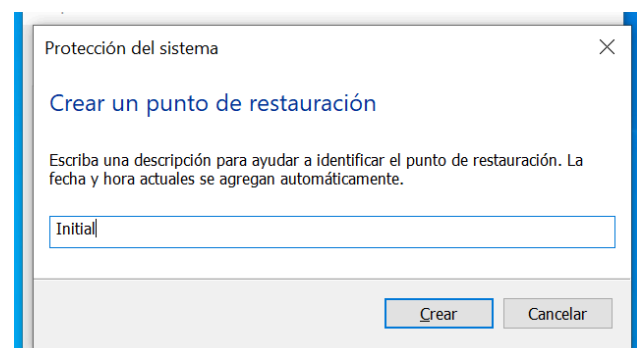 Protección del sistema
Crear un punto de restauración
Escriba una descripción para ayudar a identificar el punto de restauración. La
fecha y hora actuales se agregan automáticamente.
Initial
Crear Cancelar